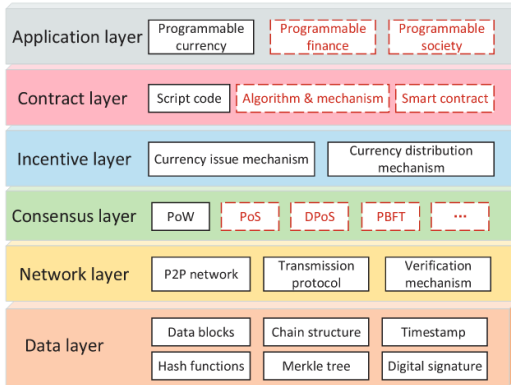 Application layer
Programmable
currency
Programmable
finance
Programmable
society
Contract layer
Script code
Algorithm & mechanism
Smart contract
Incentive layer
Currency issue mechanism
Currency distribution
mechanism
Consensus layer
PoW
PoS
DPoS
PBFT
...
Network layer
P2P network
Transmission
protocol
Verification
mechanism
Data layer
Data blocks
Chain structure
Timestamp
Hash functions
Merkle tree
Digital signature